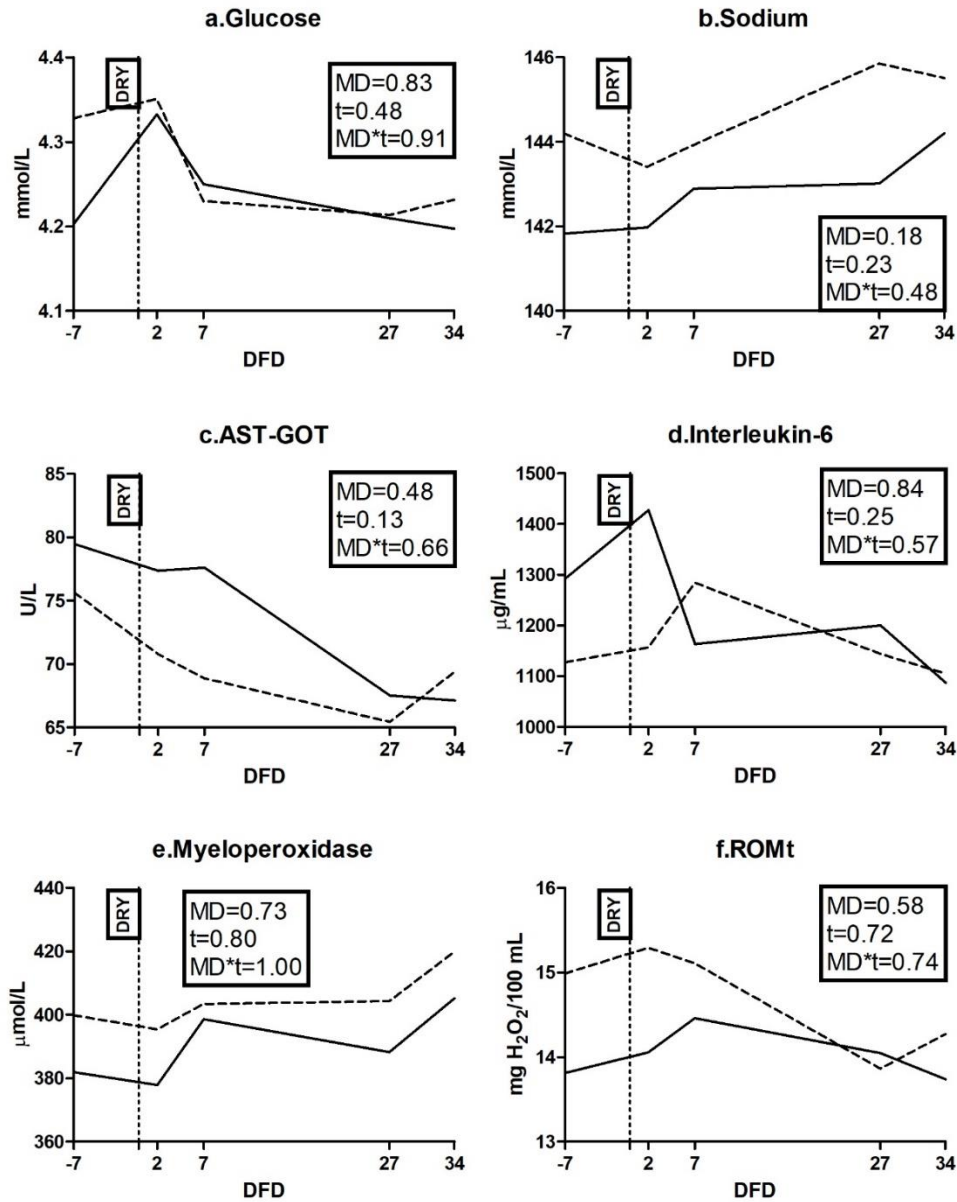 a.Glucose
mmol/L
4.4
4.3
4.2
4.1
DRY
MD=0.83
t=0.48
MD*t=0.91
-7 2 7 27 34
DFD
b.Sodium
mmol/L
146
144
142
140
DRY
MD=0.18
t=0.23
MD*t=0.48
-7 2 7 27 34
DFD
c.AST-GOT
U/L
85
80
75
70
65
DRY
MD=0.48
t=0.13
MD*t=0.66
-7 2 7 27 34
DFD
d.Interleukin-6
μg/mL
1500
1400
1300
1200
1100
1000
DRY
MD=0.84
t=0.25
MD*t=0.57
-7 2 7 27 34
DFD
e.Myeloperoxidase
μmol/L
440
420
400
380
360
DRY
MD=0.73
t=0.80
MD*t=1.00
-7 2 7 27 34
DFD
f.ROMt
mg H₂O₂/100 mL
16
15
14
13
DRY
MD=0.58
t=0.72
MD*t=0.74
-7 2 7 27 34
DFD